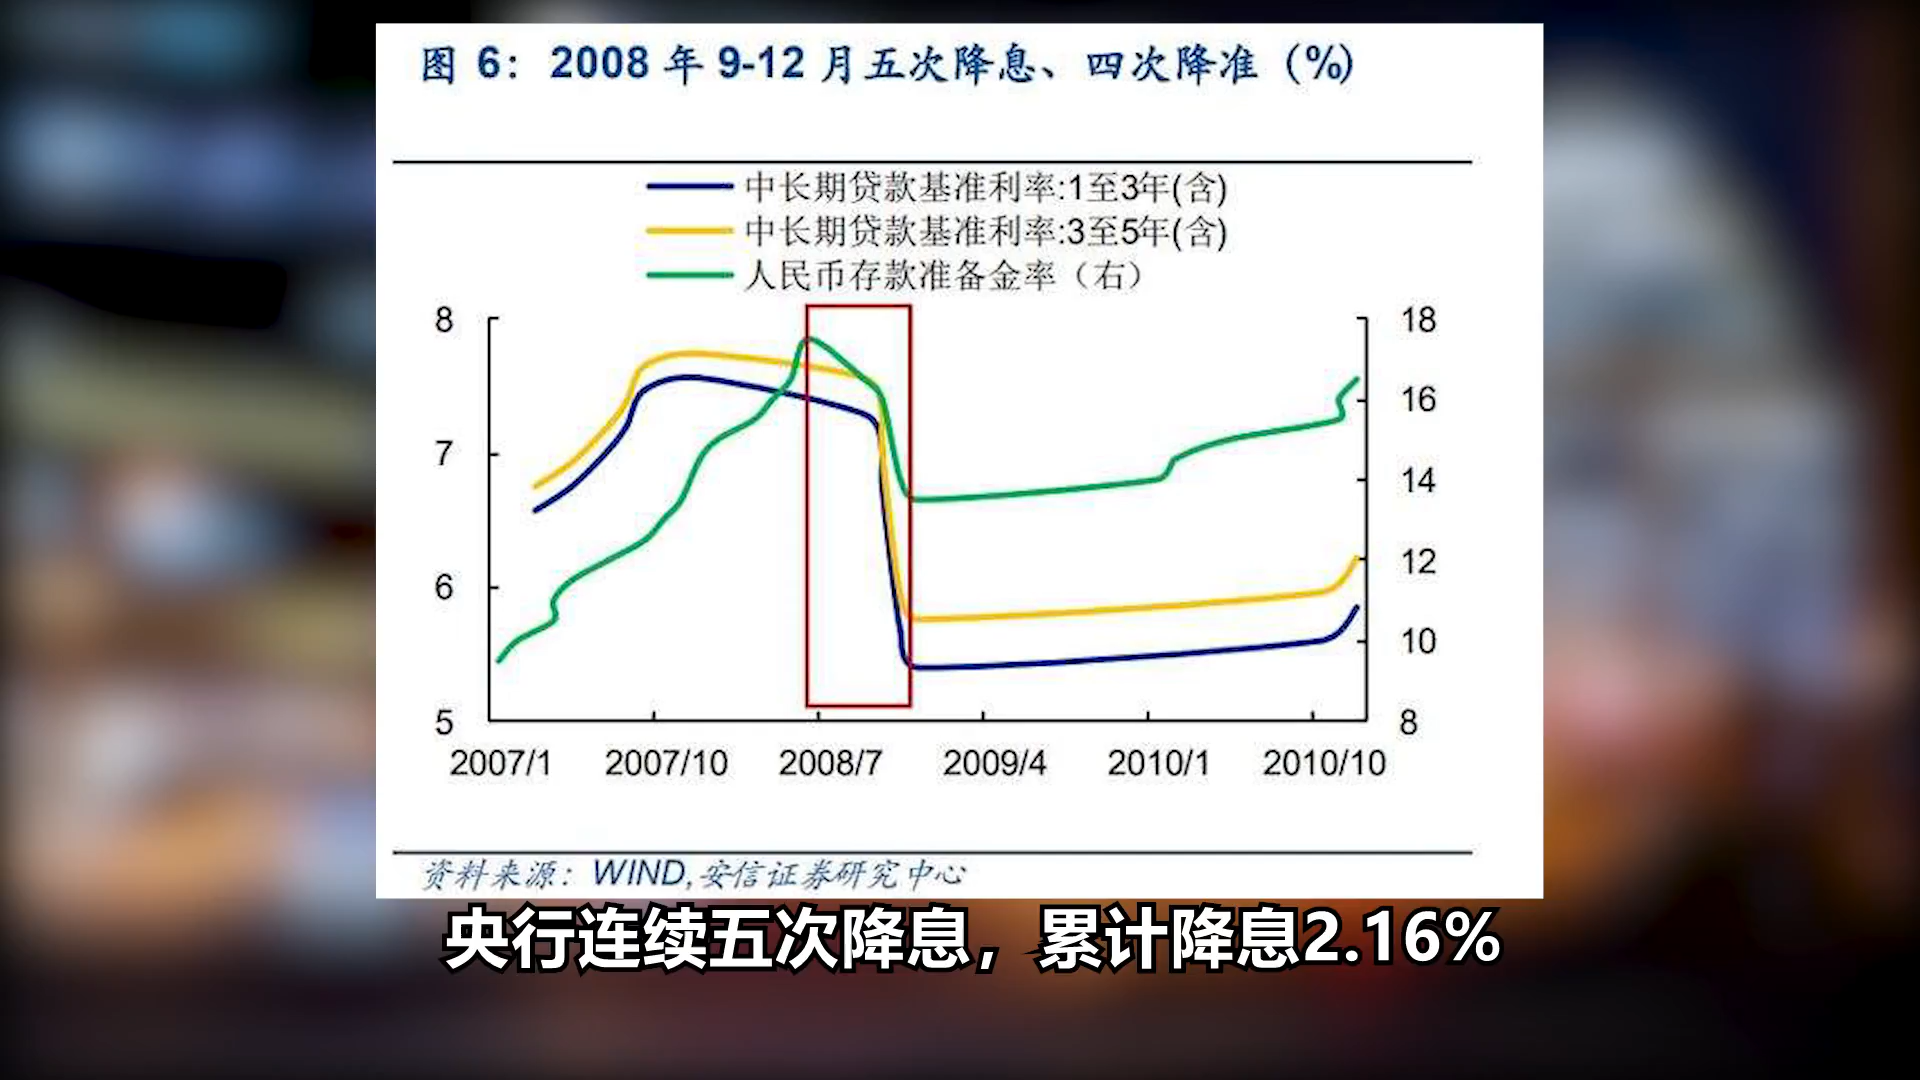 图 6：2008 年 9-12 月五次降息、四次降准（%）
中长期贷款基准利率:1至3年(含)
中长期贷款基准利率:3至5年(含)
人民币存款准备金率（右）
8
7
6
5
18
16
14
12
10
8
2007/1 2007/10 2008/7 2009/4 2010/1 2010/10
资料来源：WIND,安信证券研究中心
央行连续五次降息，累计降息2.16%